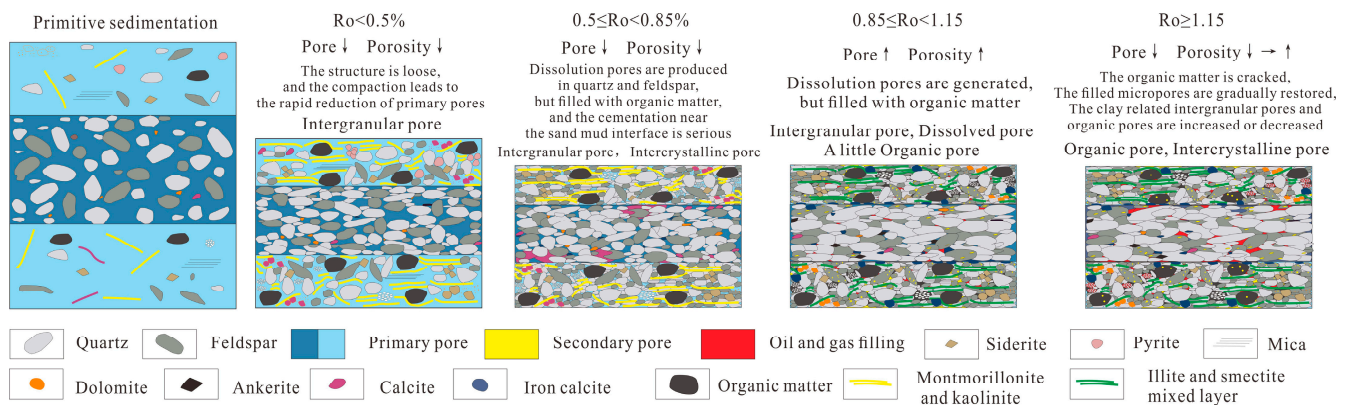 Primitive sedimentation
Ro<0.5%
Pore ↓ Porosity ↓
The structure is loose,
and the compaction leads to
the rapid reduction of primary pores
Intergranular pore
0.5≤Ro<0.85%
Pore ↓ Porosity ↓
Dissolution pores are produced
in quartz and feldspar,
but filled with organic matter,
and the cementation near
the sand mud interface is serious
Intergranular pore, Intercrystalline pore
0.85≤Ro<1.15
Pore ↑ Porosity ↑
Dissolution pores are generated,
but filled with organic matter
Intergranular pore, Dissolved pore
A little Organic pore
Ro≥1.15
Pore ↓ Porosity ↓ → ↑
The organic matter is cracked,
The filled micropores are gradually restored,
The clay related intergranular pores and
organic pores are increased or decreased
Organic pore, Intercrystalline pore
Quartz
Feldspar
Primary pore
Secondary pore
Oil and gas filling
Siderite
Pyrite
Mica
Dolomite
Ankerite
Calcite
Iron calcite
Organic matter
Montmorillonite
and kaolinite
Illite and smectite
mixed layer